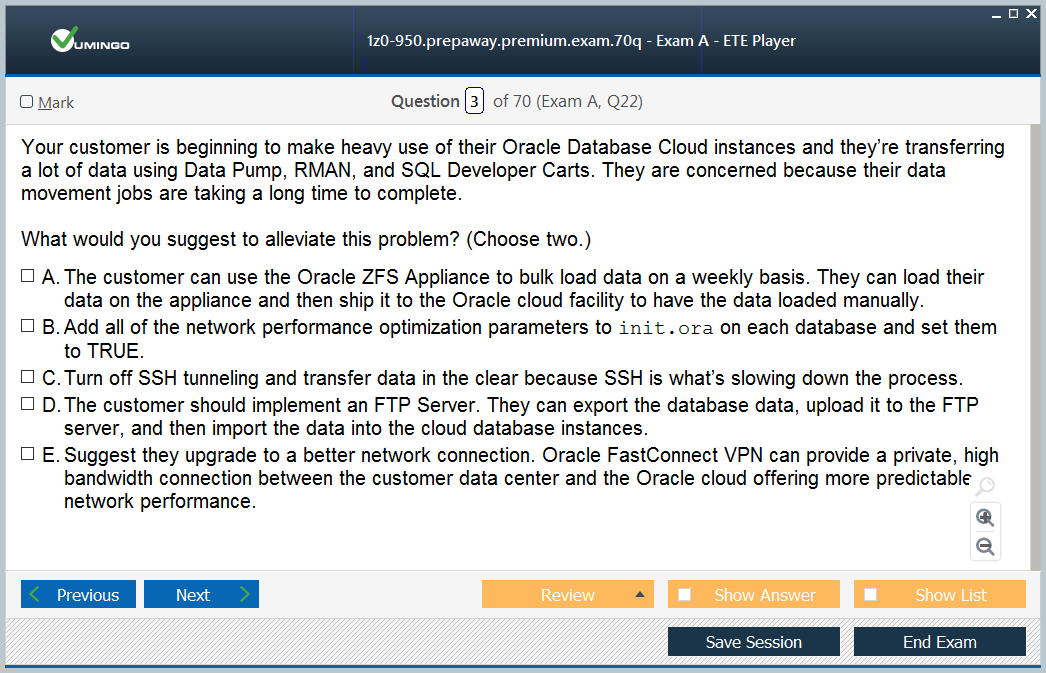 VUMINGO
1z0-950.prepaway.premium.exam.70q - Exam A - ETE Player
Mark
Question 3 of 70 (Exam A, Q22)
Your customer is beginning to make heavy use of their Oracle Database Cloud instances and they're transferring
a lot of data using Data Pump, RMAN, and SQL Developer Carts. They are concerned because their data
movement jobs are taking a long time to complete.
What would you suggest to alleviate this problem? (Choose two.)
A. The customer can use the Oracle ZFS Appliance to bulk load data on a weekly basis. They can load their
data on the appliance and then ship it to the Oracle cloud facility to have the data loaded manually.
B. Add all of the network performance optimization parameters to init.ora on each database and set them
to TRUE.
C. Turn off SSH tunneling and transfer data in the clear because SSH is what's slowing down the process.
D. The customer should implement an FTP Server. They can export the database data, upload it to the FTP
server, and then import the data into the cloud database instances.
E. Suggest they upgrade to a better network connection. Oracle FastConnect VPN can provide a private, high
bandwidth connection between the customer data center and the Oracle cloud offering more predictable
network performance.
Previous
Next
Review
Show Answer
Show List
Save Session
End Exam